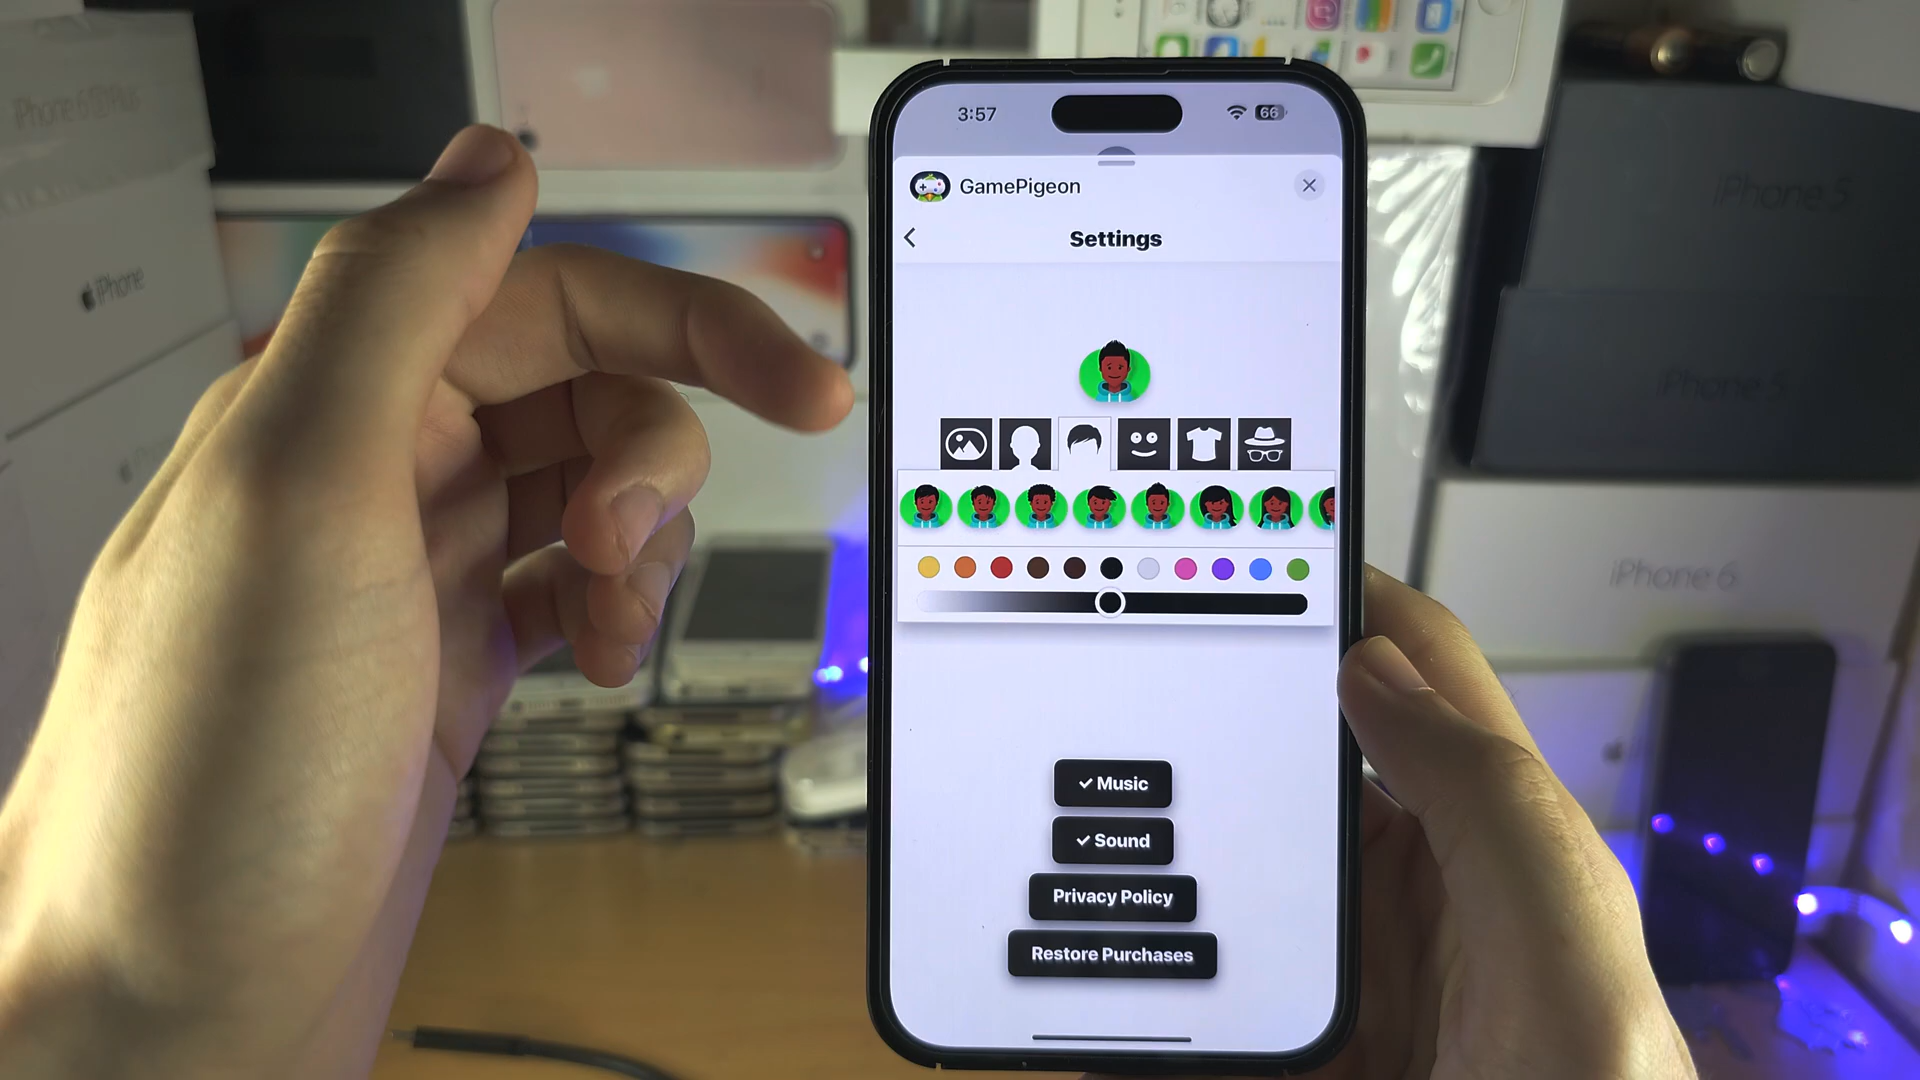 3:57
66
GamePigeon
Settings
Music
Sound
Privacy Policy
Restore Purchases
iPhone 6
iPhone
iPhone 5
iPhone 5
iPhone 6